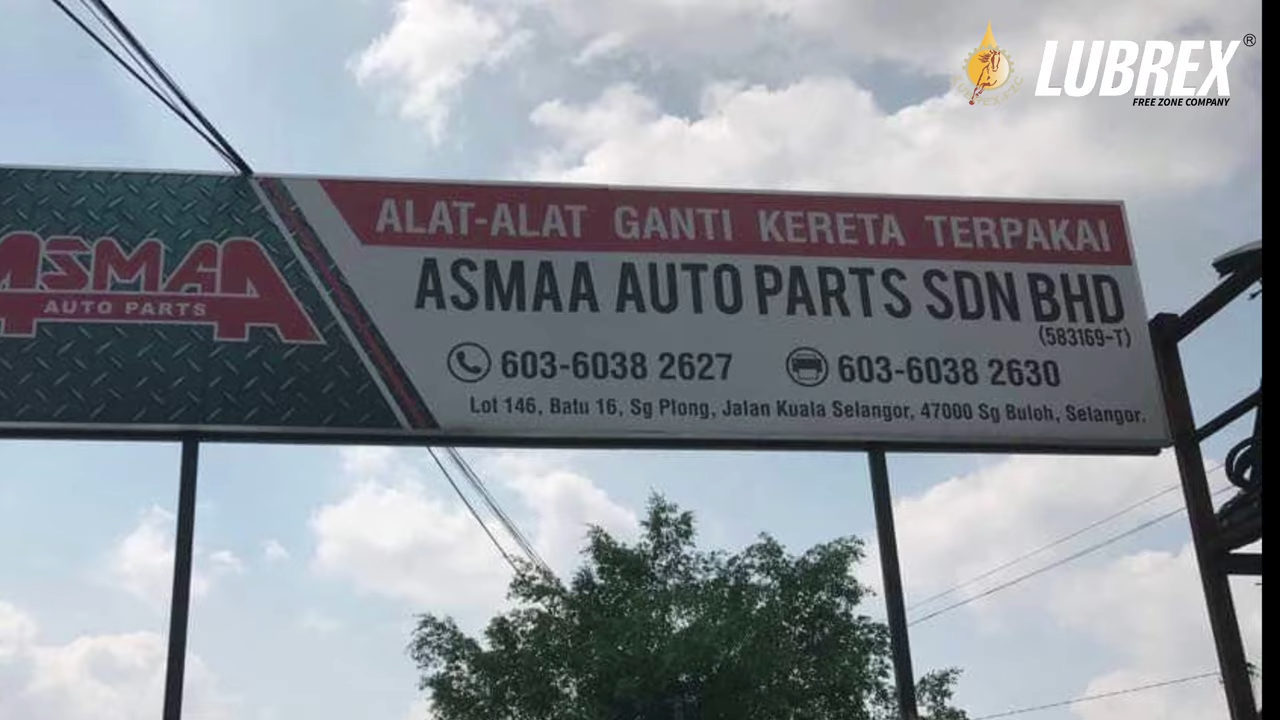 LUBREX®
FREE ZONE COMPANY
ALAT-ALAT GANTI KERETA TERPAKAI
ASMAA
AUTO PARTS
ASMAA AUTO PARTS SDN BHD
(583169-T)
603-6038 2627 603-6038 2630
Lot 146, Batu 16, Sg Plong, Jalan Kuala Selangor, 47000 Sg Buloh, Selangor.